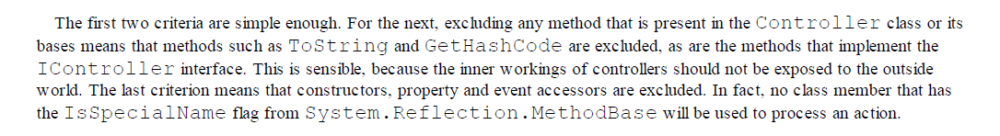 The first two criteria are simple enough. For the next, excluding any method that is present in the Controller class or its
bases means that methods such as ToString and GetHashCode are excluded, as are the methods that implement the
IController interface. This is sensible, because the inner workings of controllers should not be exposed to the outside
world. The last criterion means that constructors, property and event accessors are excluded. In fact, no class member that has
the IsSpecialName flag from System.Reflection.MethodBase will be used to process an action.